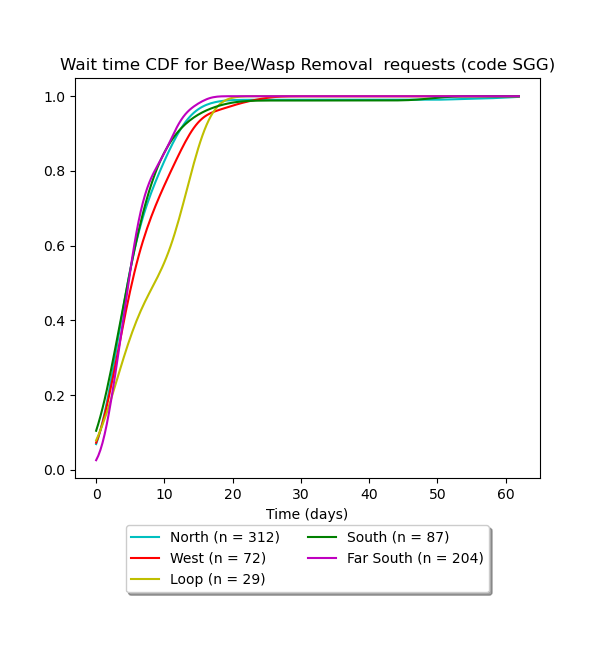 Wait time CDF for Bee/Wasp Removal  requests (code SGG)
1.0
0.8
0.6
0.4
0.2
0.0
0 10 20 30 40 50 60
Time (days)
North (n = 312) South (n = 87)
West (n = 72) Far South (n = 204)
Loop (n = 29)